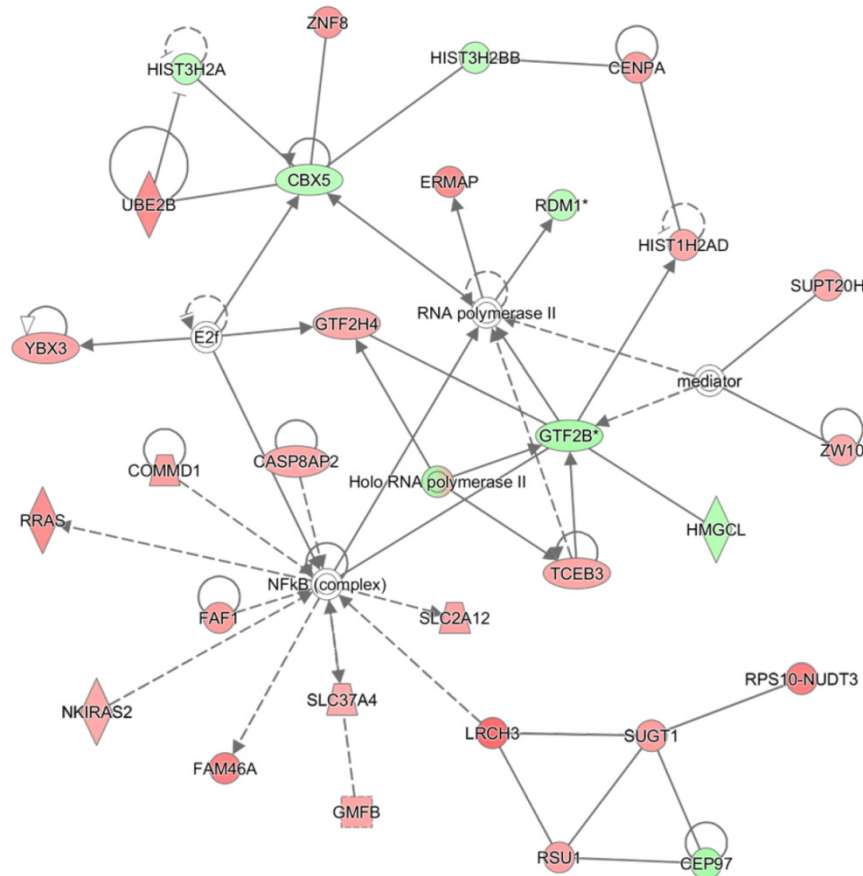 ZNF8
HIST3H2A
HIST3H2BB
CENPA
CBX5
ERMAP
UBE2B
RDM1*
HIST1H2AD
SUPT20H
RNA polymerase II
GTF2H4
E2f
YBX3
mediator
GTF2B*
ZW10
CASP8AP2
COMMD1
Holo RNA polymerase II
RRAS
HMGCL
TCEB3
NFkB (complex)
FAF1
SLC2A12
RPS10-NUDT3
SLC37A4
NKIRAS2
LRCH3
SUGT1
FAM46A
GMFB
RSU1
CEP97